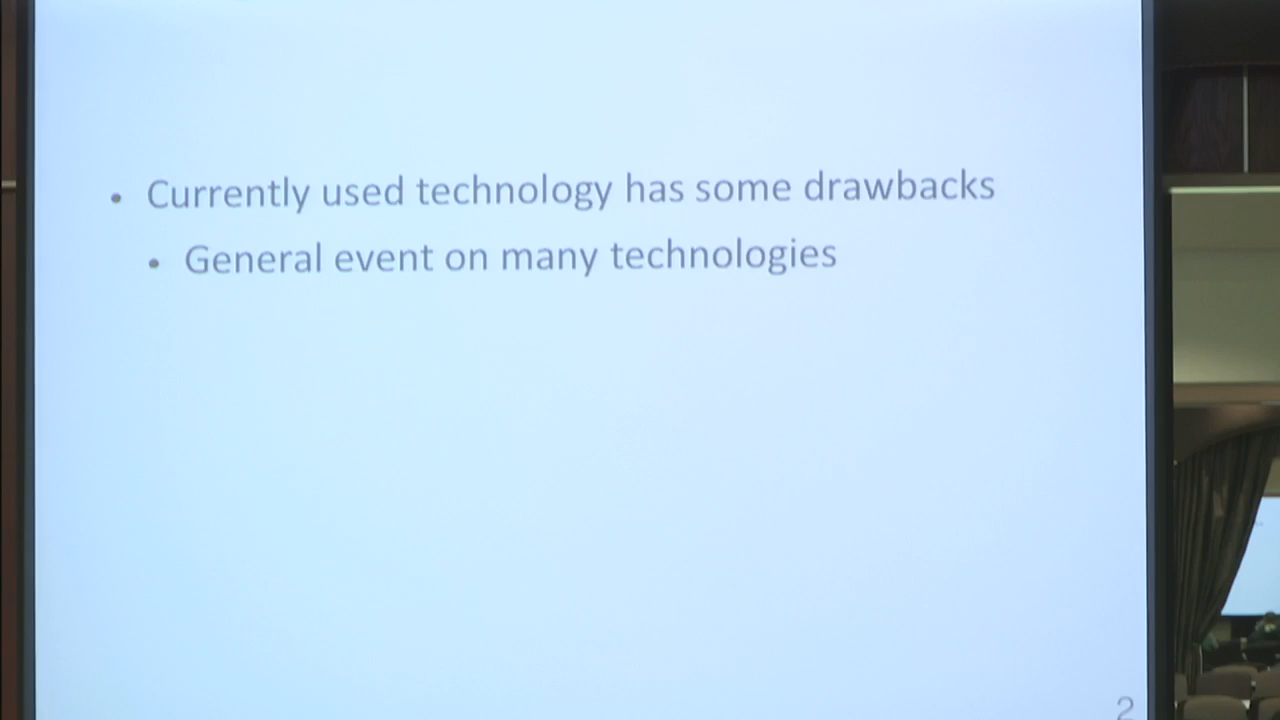 • Currently used technology has some drawbacks
• General event on many technologies
2